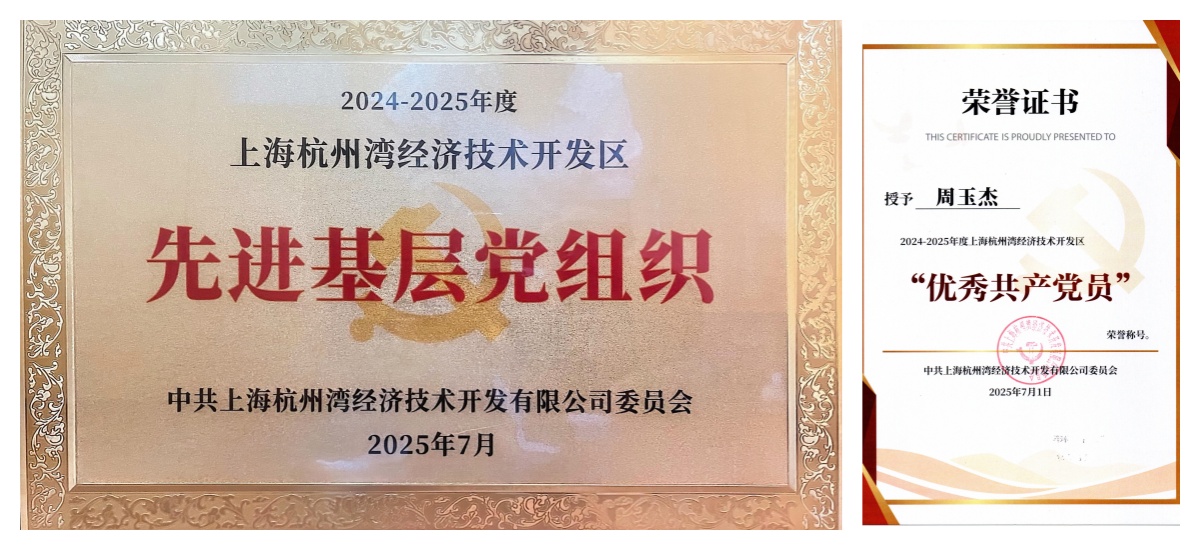 2024-2025年度
上海杭州湾经济技术开发区
先进基层党组织
中共上海杭州湾经济技术开发有限公司委员会
2025年7月
荣誉证书
THIS CERTIFICATE IS PROUDLY PRESENTED TO
授予 周玉杰
2024-2025年度上海杭州湾经济技术开发区
“优秀共产党员”
荣誉称号。
中共上海杭州湾经济技术开发有限公司委员会
2025年7月1日